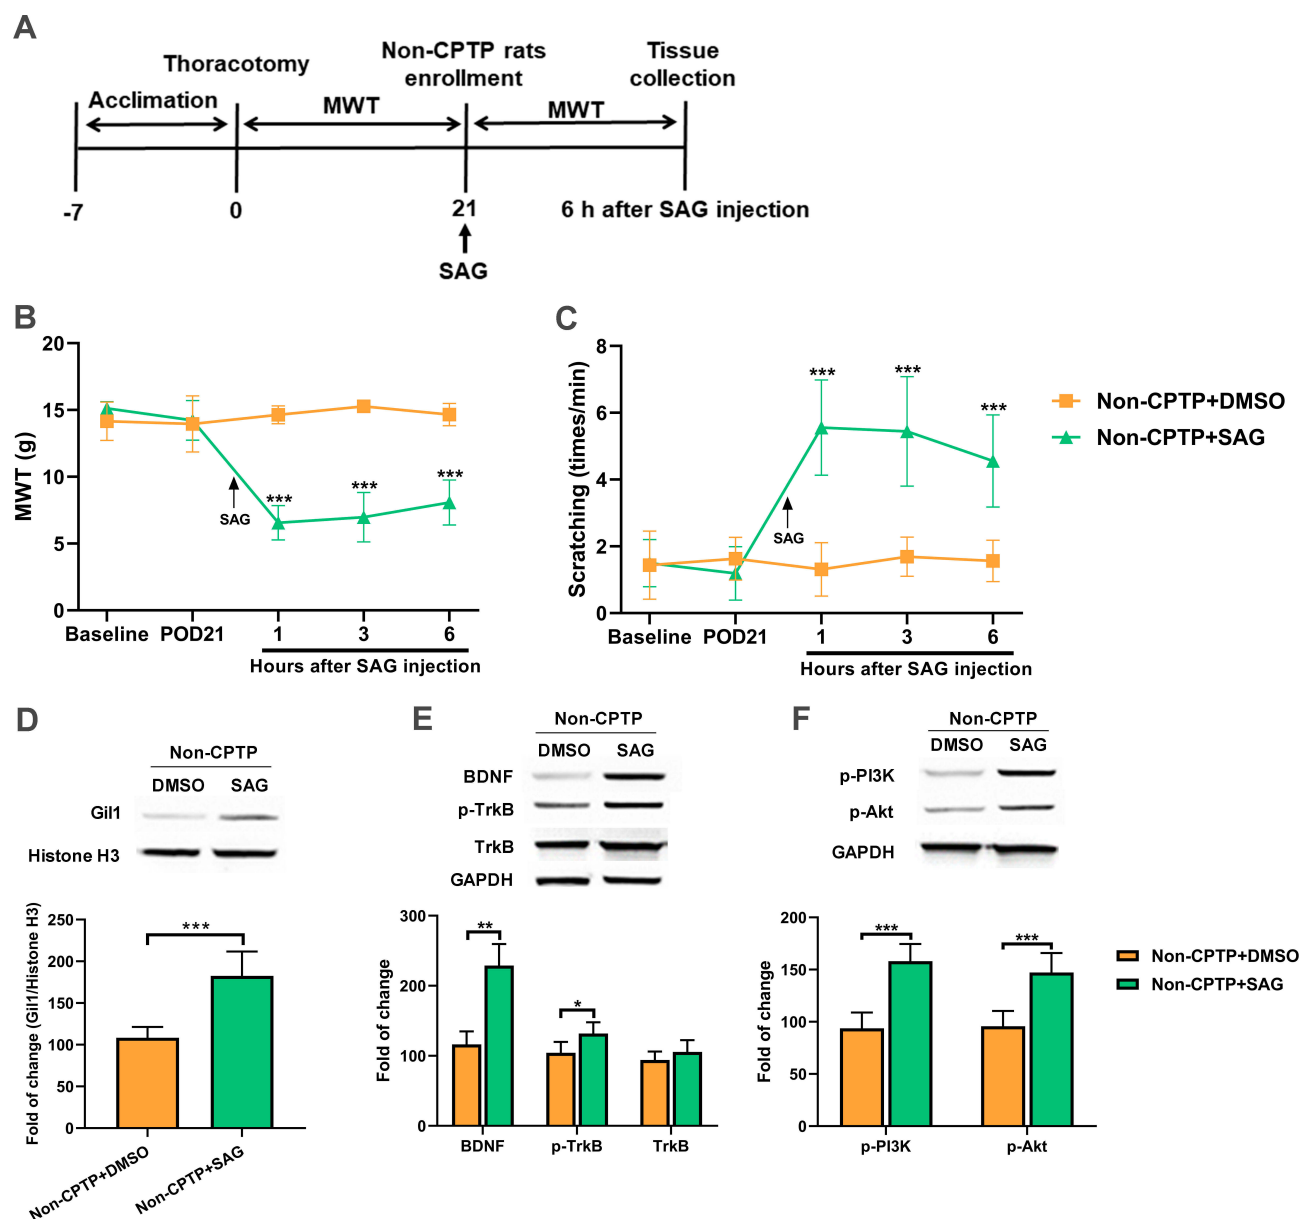 A
Thoracotomy
Non-CPTP rats
enrollment
Tissue
collection
Acclimation
MWT
MWT
-7
0
21
6 h after SAG injection
SAG
B
MWT (g)
20
15
10
5
0
***
***
***
SAG
Baseline
POD21
1
3
6
Hours after SAG injection
C
Scratching (times/min)
8
6
4
2
0
***
***
***
SAG
Baseline
POD21
1
3
6
Hours after SAG injection
Non-CPTP+DMSO
Non-CPTP+SAG
D
Non-CPTP
DMSO SAG
Gil1
Histone H3
Fold of change (Gil1/Histone H3)
250
200
150
100
50
0
***
Non-CPTP+DMSO
Non-CPTP+SAG
E
Non-CPTP
DMSO SAG
BDNF
p-TrkB
TrkB
GAPDH
Fold of change
300
200
100
0
**
*
BDNF
p-TrkB
TrkB
F
Non-CPTP
DMSO SAG
p-PI3K
p-Akt
GAPDH
Fold of change
200
150
100
50
0
***
***
p-PI3K
p-Akt
Non-CPTP+DMSO
Non-CPTP+SAG